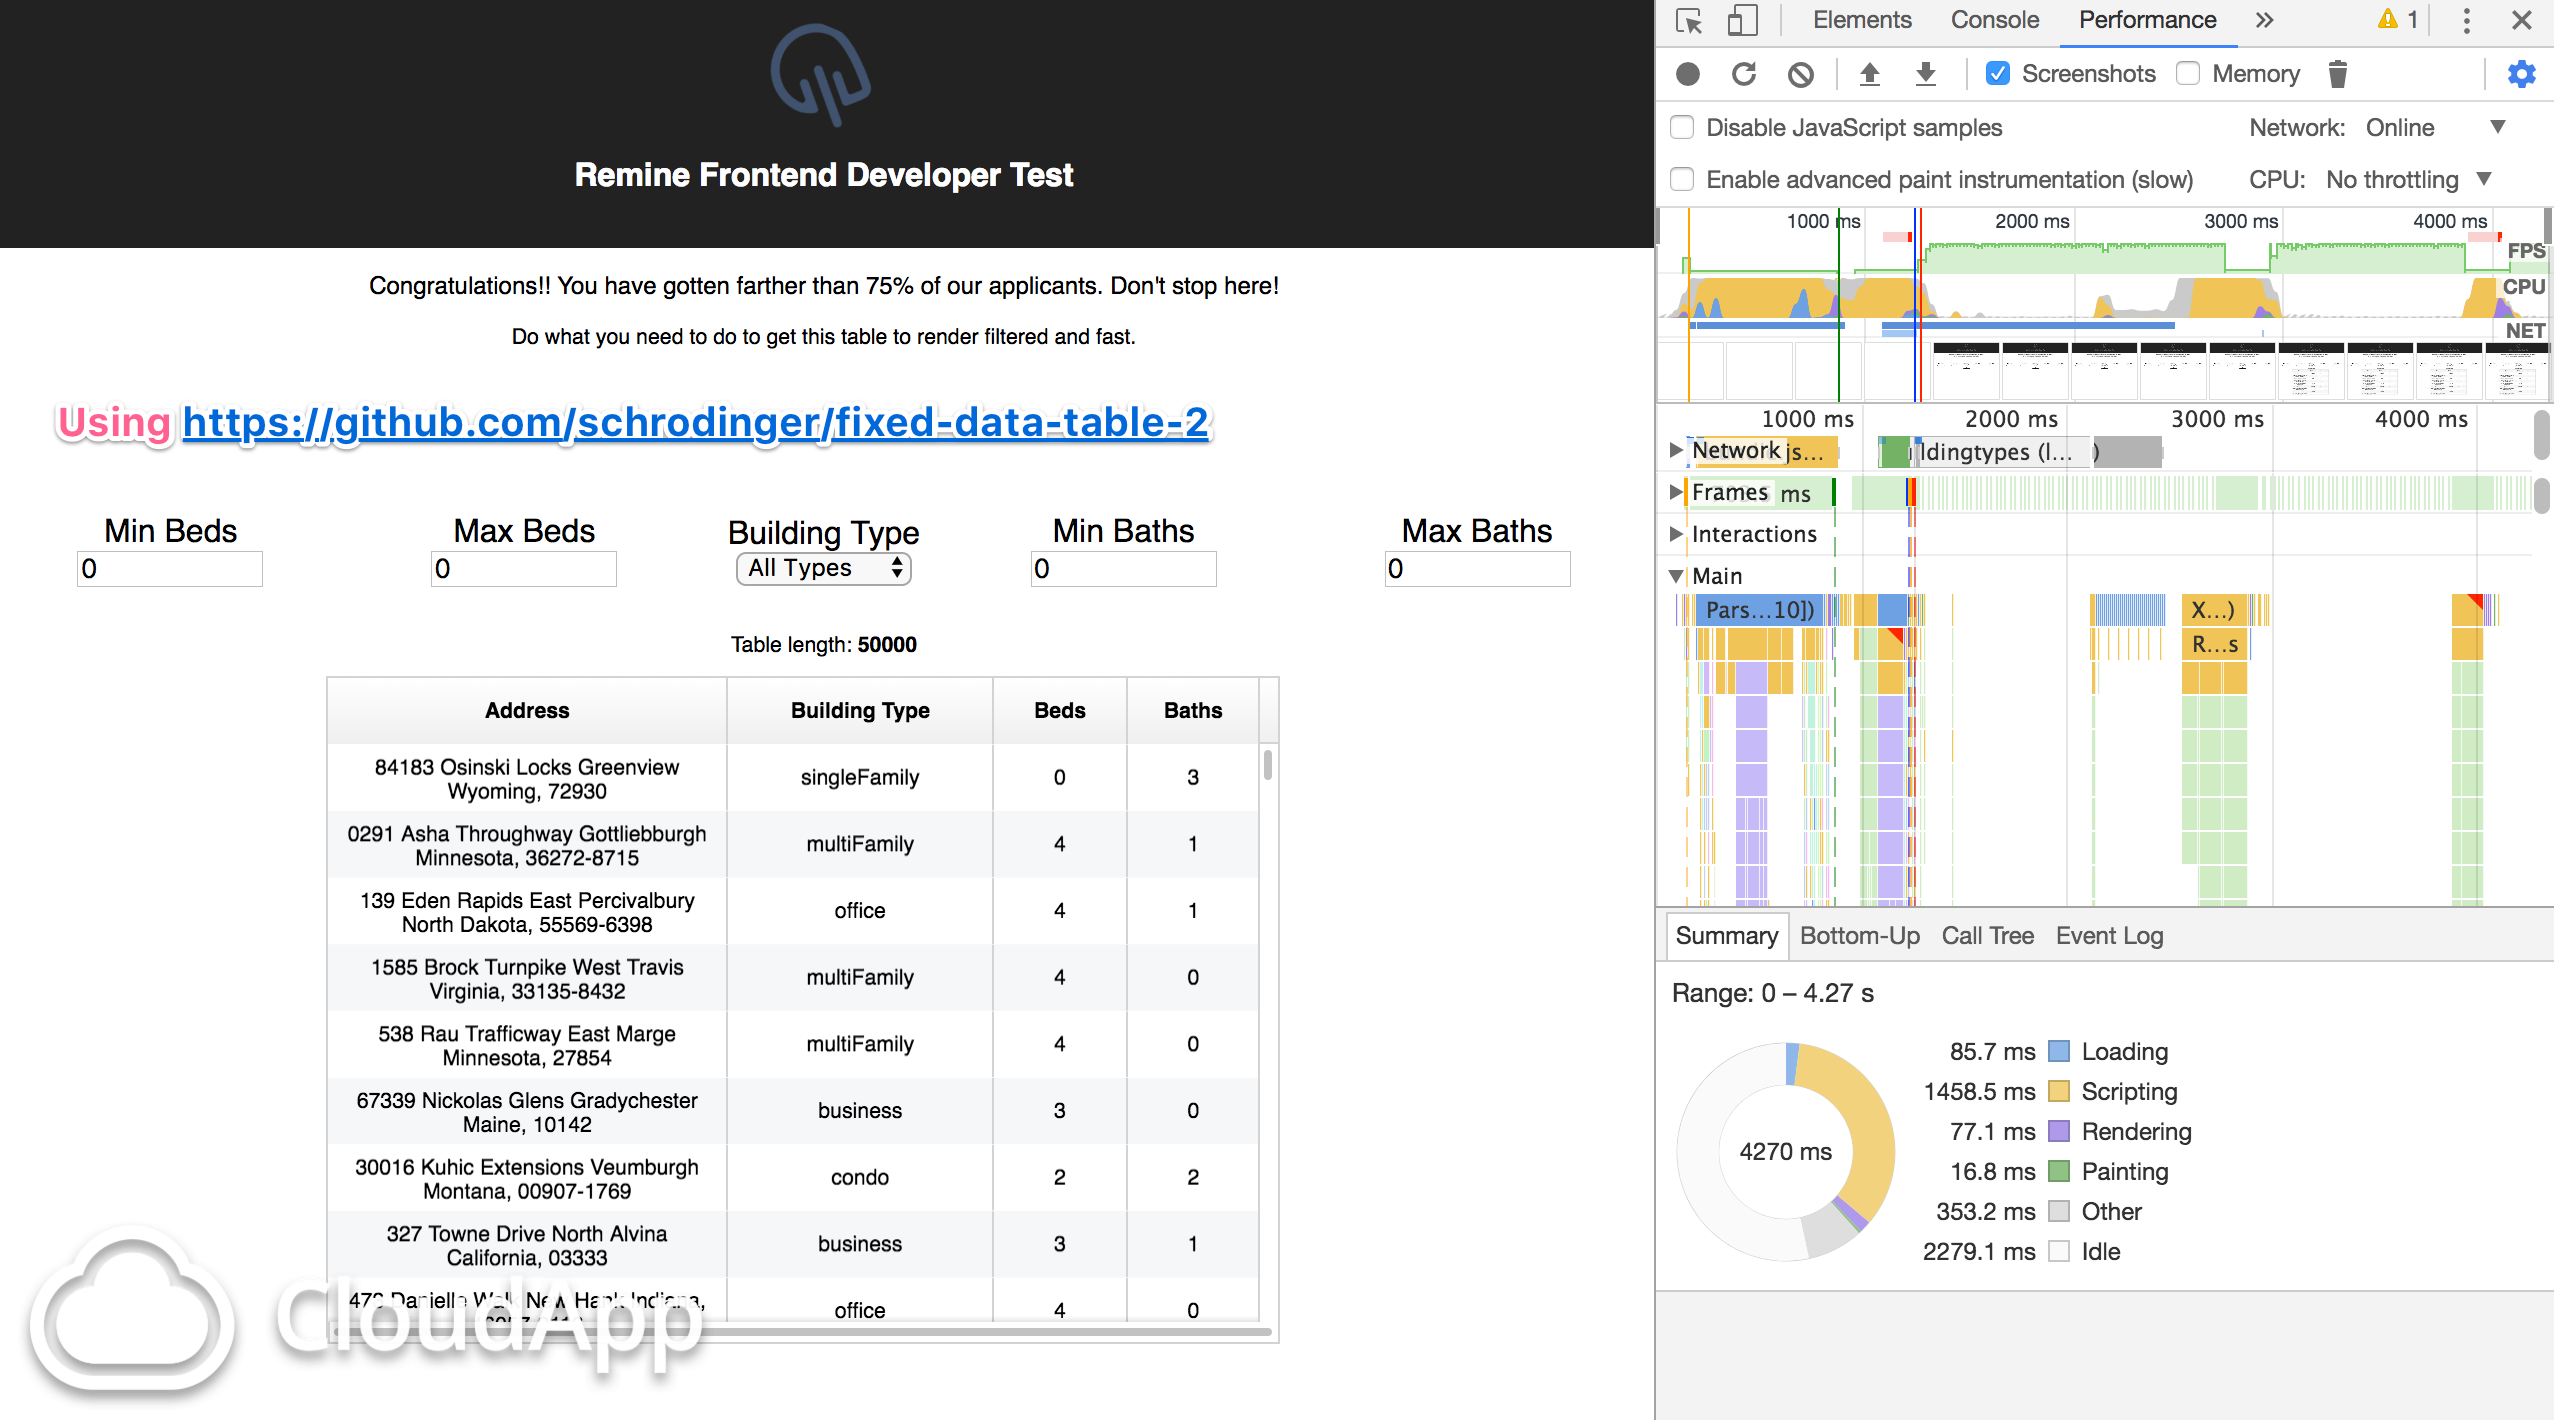 Remine Frontend Developer Test
Congratulations!! You have gotten farther than 75% of our applicants. Don't stop here!
Do what you need to do to get this table to render filtered and fast.
Using https://github.com/schrodinger/fixed-data-table-2
Min Beds Max Beds Building Type Min Baths Max Baths
0 0 All Types 0 0
Table length: 50000
Address Building Type Beds Baths
84183 Osinski Locks Greenview
Wyoming, 72930
singleFamily 0 3
0291 Asha Throughway Gottliebburgh
Minnesota, 36272-8715
multiFamily 4 1
139 Eden Rapids East Percivalbury
North Dakota, 55569-6398
office 4 1
1585 Brock Turnpike West Travis
Virginia, 33135-8432
multiFamily 4 0
538 Rau Trafficway East Marge
Minnesota, 27854
multiFamily 4 0
67339 Nickolas Glens Gradychester
Maine, 10142
business 3 0
30016 Kuhic Extensions Veumburgh
Montana, 00907-1769
condo 2 2
327 Towne Drive North Alvina
California, 03333
business 3 1
Danielle New Indiana,
office 4 0
CloudApp
Elements Console Performance » 1
Screenshots Memory
Disable JavaScript samples Network: Online
Enable advanced paint instrumentation (slow) CPU: No throttling
1000 ms 2000 ms 3000 ms 4000 ms
FPS
CPU
NET
1000 ms 2000 ms 3000 ms 4000 ms
Network js... ldingtypes (l... )
Frames ms
Interactions
Main
Pars...10]) X...)
R...s
Summary Bottom-Up Call Tree Event Log
Range: 0 – 4.27 s
4270 ms
85.7 ms Loading
1458.5 ms Scripting
77.1 ms Rendering
16.8 ms Painting
353.2 ms Other
2279.1 ms Idle